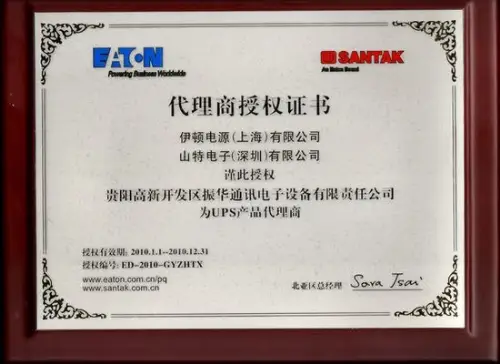 EATON
Powering Business Worldwide
SANTAK
An Eaton Brand
代理商授权证书
伊顿电源(上海)有限公司
山特电子(深圳)有限公司
谨此授权
贵阳高新开发区振华通讯电子设备有限责任公司
为UPS产品代理商
授权有效期: 2010.1.1--2010.12.31
授权编号: ED-2010-GYZHTX
www.eaton.com.cn/pq
www.santak.com.cn
北亚区总经理 Sara Tsai